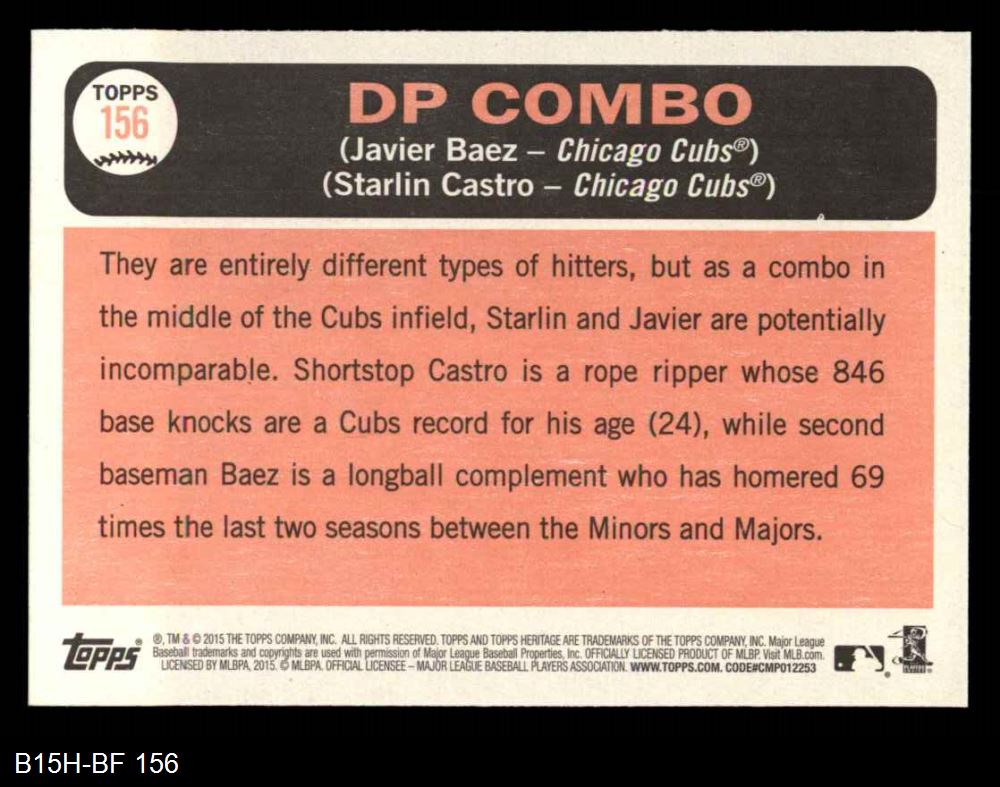 TOPPS
156
DP COMBO
(Javier Baez – Chicago Cubs®)
(Starlin Castro – Chicago Cubs®)
They are entirely different types of hitters, but as a combo in
the middle of the Cubs infield, Starlin and Javier are potentially
incomparable. Shortstop Castro is a rope ripper whose 846
base knocks are a Cubs record for his age (24), while second
baseman Baez is a longball complement who has homered 69
times the last two seasons between the Minors and Majors.
topps®
®, TM & © 2015 THE TOPPS COMPANY, INC. ALL RIGHTS RESERVED. TOPPS AND TOPPS HERITAGE ARE TRADEMARKS OF THE TOPPS COMPANY, INC. Major League
Baseball trademarks and copyrights are used with permission of Major League Baseball Properties, Inc. OFFICIALLY LICENSED PRODUCT OF MLBP. Visit MLB.com.
LICENSED BY MLBPA, 2015. © MLBPA. OFFICIAL LICENSEE – MAJOR LEAGUE BASEBALL PLAYERS ASSOCIATION. WWW.TOPPS.COM. CODE#CMP012253
B15H-BF 156